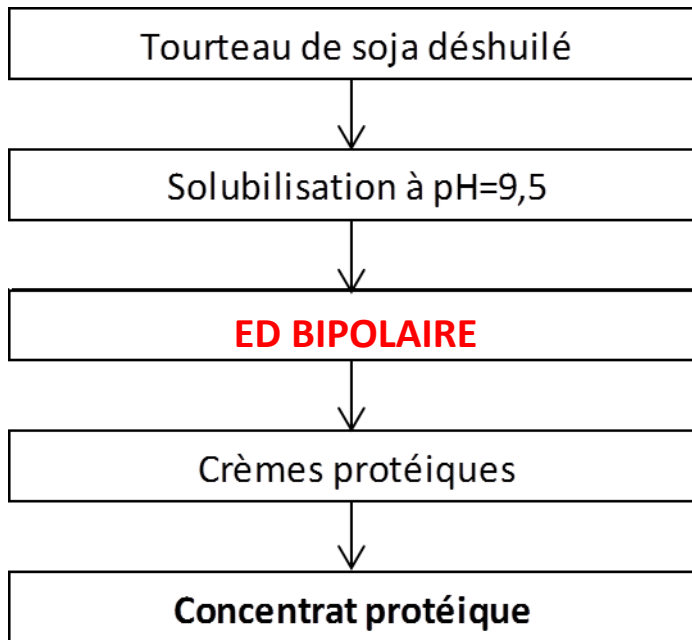 Tourteau de soja déshuilé
Solubilisation à pH=9,5
ED BIPOLAIRE
Crèmes protéiques
Concentrat protéique